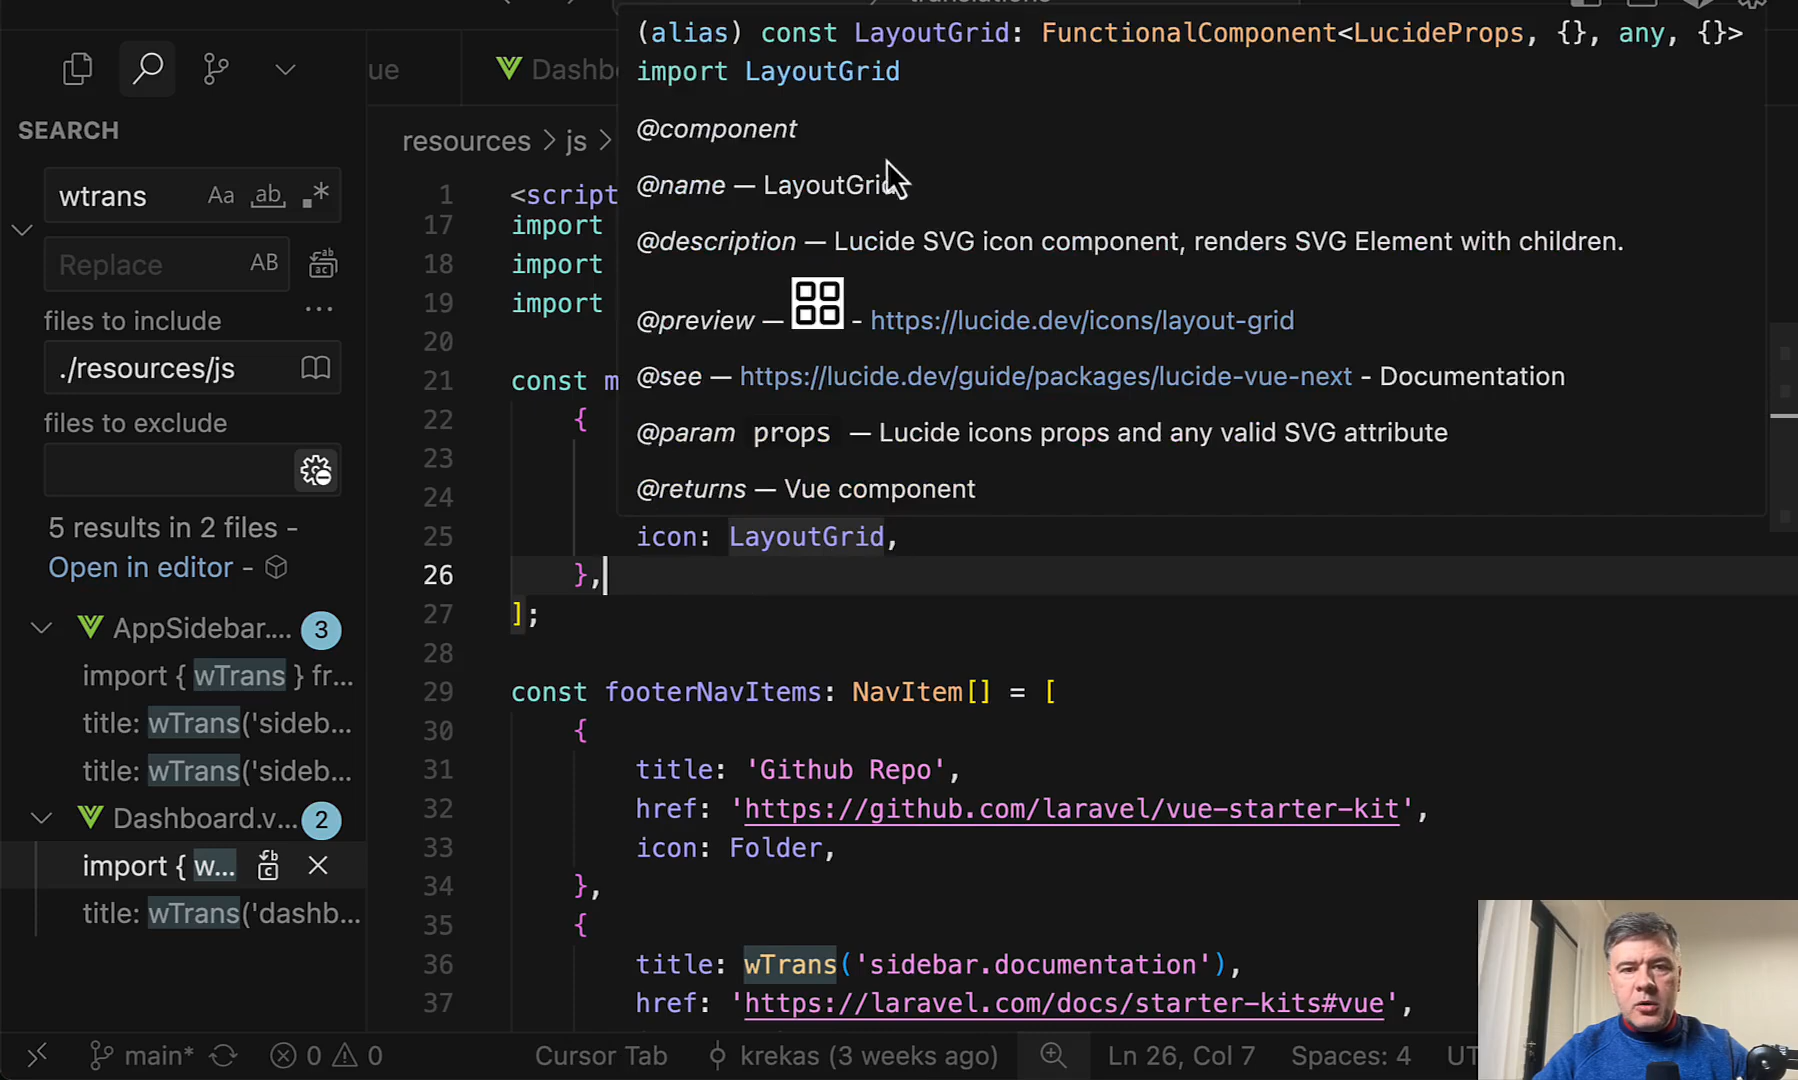 translations
(alias) const LayoutGrid: FunctionalComponent<LucideProps, {}, any, {}>
import LayoutGrid
@component
@name — LayoutGrid
@description — Lucide SVG icon component, renders SVG Element with children.
@preview — - https://lucide.dev/icons/layout-grid
@see — https://lucide.dev/guide/packages/lucide-vue-next - Documentation
@param props — Lucide icons props and any valid SVG attribute
@returns — Vue component
ue
Dashb
SEARCH
wtrans Aa ab .*
Replace AB
files to include
./resources/js
files to exclude
5 results in 2 files -
Open in editor -
AppSidebar.... 3
import { wTrans } fr...
title: wTrans('sideb...
title: wTrans('sideb...
Dashboard.v... 2
import { w...
title: wTrans('dashb...
resources > js >
1 <script
17 import
18 import
19 import
20
21 const m
22 {
23
24
25 icon: LayoutGrid,
26 },
27 ];
28
29 const footerNavItems: NavItem[] = [
30 {
31 title: 'Github Repo',
32 href: 'https://github.com/laravel/vue-starter-kit',
33 icon: Folder,
34 },
35 {
36 title: wTrans('sidebar.documentation'),
37 href: 'https://laravel.com/docs/starter-kits#vue',
main* 0 0 Cursor Tab krekas (3 weeks ago) Ln 26, Col 7 Spaces: 4 UT